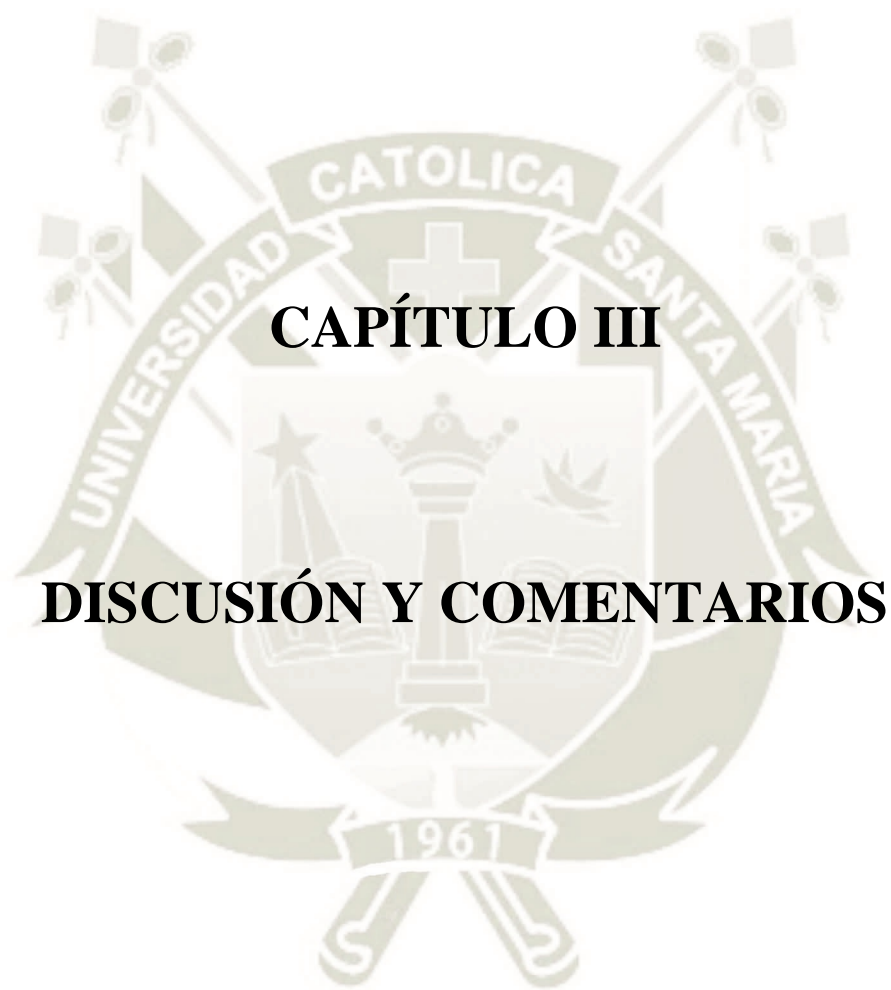 CATOLICA
UNIVERSIDAD
SANTA MARIA
CAPÍTULO III
DISCUSIÓN Y COMENTARIOS
1961